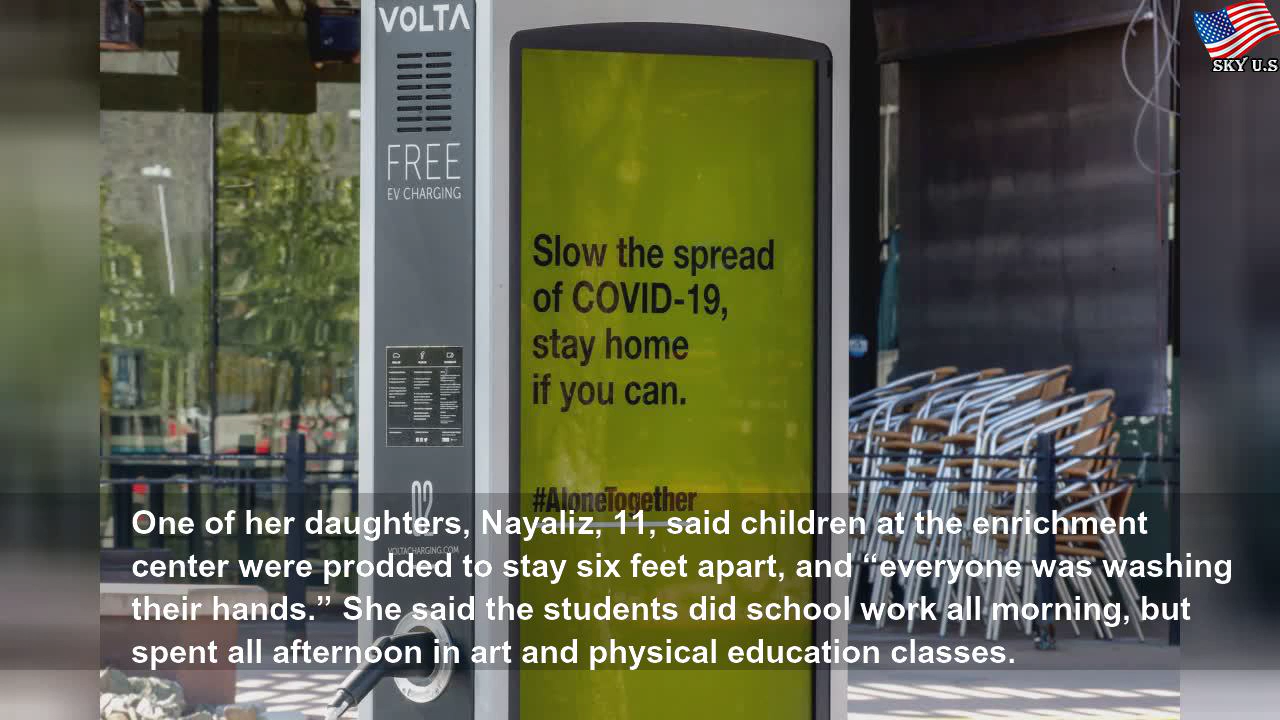 VOLTA
FREE
EV CHARGING
02
VOLTACHARGING.COM
Slow the spread
of COVID-19,
stay home
if you can.
#AloneTogether
SKY U.S
One of her daughters, Nayaliz, 11, said children at the enrichment
center were prodded to stay six feet apart, and “everyone was washing
their hands.” She said the students did school work all morning, but
spent all afternoon in art and physical education classes.